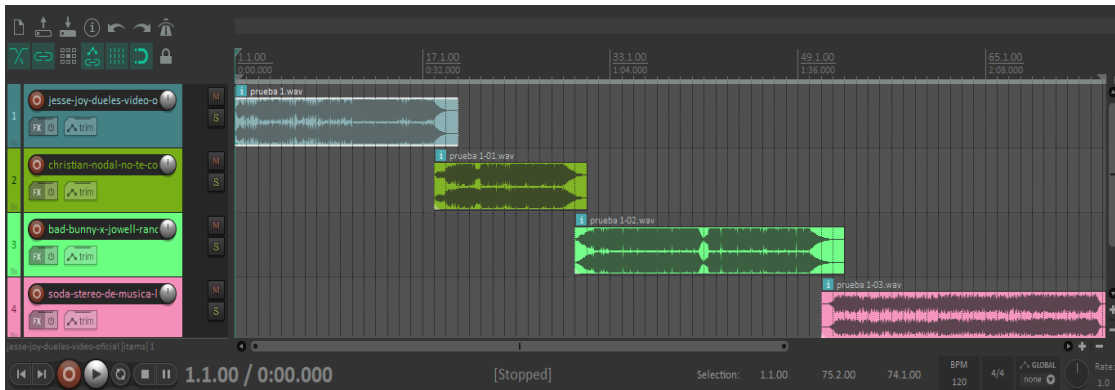 1.1.00 17.1.00 33.1.00 49.1.00 65.1.00
0:00.000 0:32.000 1:04.000 1:36.000 2:08.000
1 jesse-joy-dueles-video-o M
S
FX trim
i prueba 1.wav
2 christian-nodal-no-te-co M
S
FX trim
i prueba 1-01.wav
3 bad-bunny-x-jowell-ranc M
S
FX trim
i prueba 1-02.wav
4 soda-stereo-de-musica-l M
S
FX trim
i prueba 1-03.wav
jesse-joy-dueles-video-oficial [items] 1
1.1.00 / 0:00.000 [Stopped] Selection: 1.1.00 75.2.00 74.1.00 BPM 120 4/4 GLOBAL none Rate 1.0